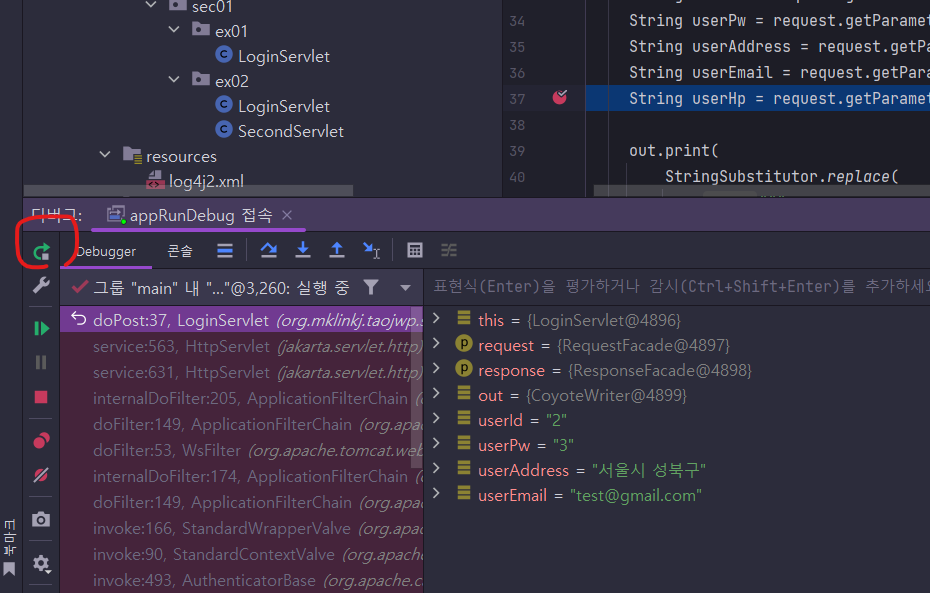 sec01
ex01
LoginServlet
ex02
LoginServlet
SecondServlet
resources
log4j2.xml
34 String userPw = request.getParamet
35 String userAddress = request.getPa
36 String userEmail = request.getPara
37 String userHp = request.getParamet
38
39 out.print(
40 StringSubstitutor.replace(
디버그: appRunDebug 접속
Debugger 콘솔
그룹 "main" 내 "..."@3,260: 실행 중
표현식(Enter)을 평가하거나 감시(Ctrl+Shift+Enter)를 추가하세요
doPost:37, LoginServlet (org.mklinkj.taojwp.s
service:563, HttpServlet (jakarta.servlet.http)
service:631, HttpServlet (jakarta.servlet.http)
internalDoFilter:205, ApplicationFilterChain (
doFilter:149, ApplicationFilterChain (org.apa
doFilter:53, WsFilter (org.apache.tomcat.web
internalDoFilter:174, ApplicationFilterChain (
doFilter:149, ApplicationFilterChain (org.apa
invoke:166, StandardWrapperValve (org.apa
invoke:90, StandardContextValve (org.apach
invoke:493, AuthenticatorBase (org.apache.c
this = {LoginServlet@4896}
request = {RequestFacade@4897}
response = {ResponseFacade@4898}
out = {CoyoteWriter@4899}
userId = "2"
userPw = "3"
userAddress = "서울시 성북구"
userEmail = "test@gmail.com"
북마크